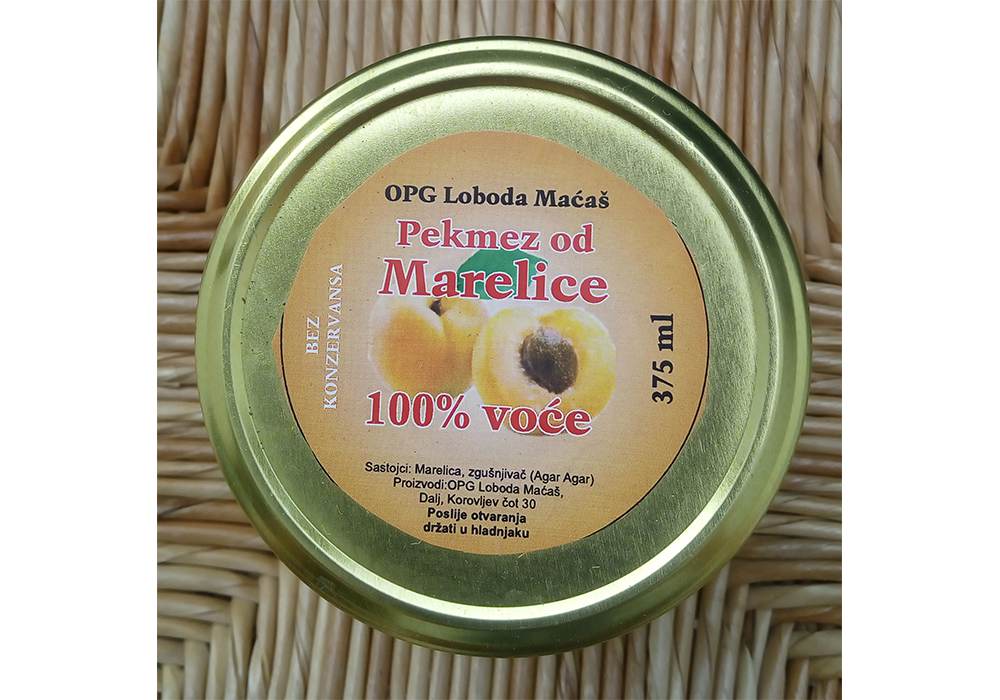 OPG Loboda Maćaš
Pekmez od
Marelice
BEZ
KONZERVANSA
375 ml
100% voće
Sastojci: Marelica, zgušnjivač (Agar Agar)
Proizvodi:OPG Loboda Maćaš,
Dalj, Korovljev čot 30
Poslije otvaranja
držati u hladnjaku